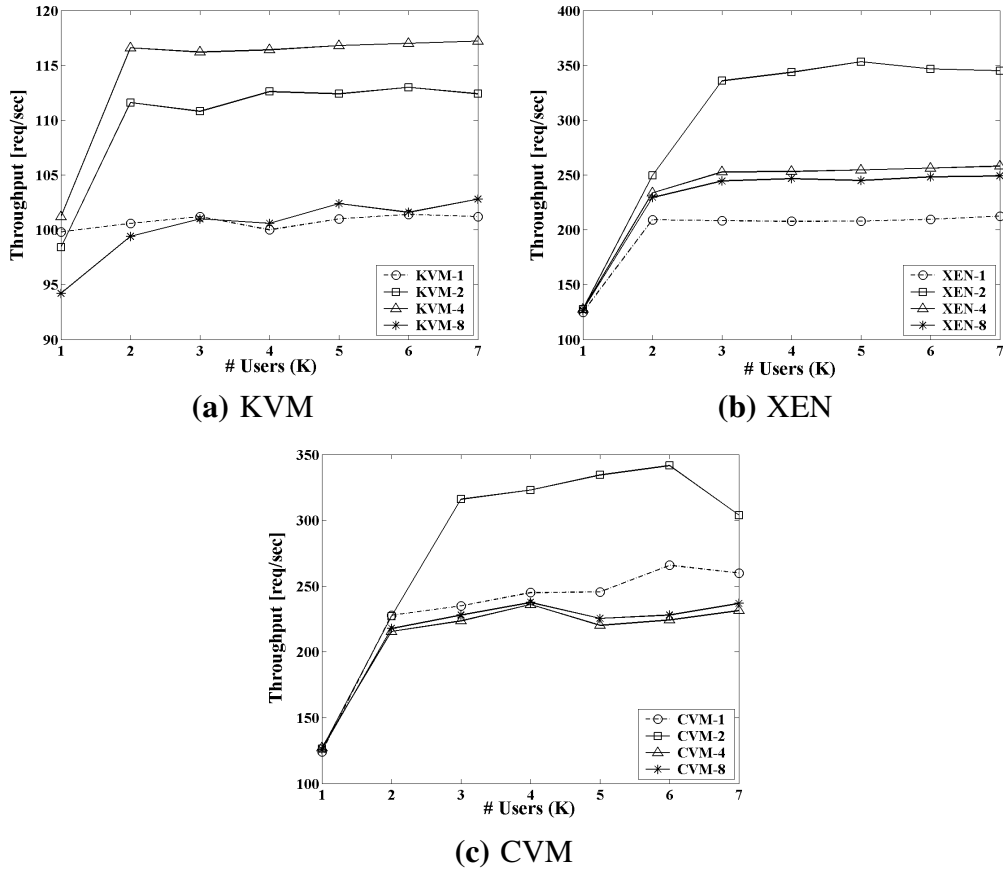 120
115
110
105
100
95
90
Throughput [req/sec]
1 2 3 4 5 6 7
# Users (K)
KVM-1
KVM-2
KVM-4
KVM-8
(a) KVM
400
350
300
250
200
150
100
Throughput [req/sec]
1 2 3 4 5 6 7
# Users (K)
XEN-1
XEN-2
XEN-4
XEN-8
(b) XEN
350
300
250
200
150
100
Throughput [req/sec]
1 2 3 4 5 6 7
# Users (K)
CVM-1
CVM-2
CVM-4
CVM-8
(c) CVM